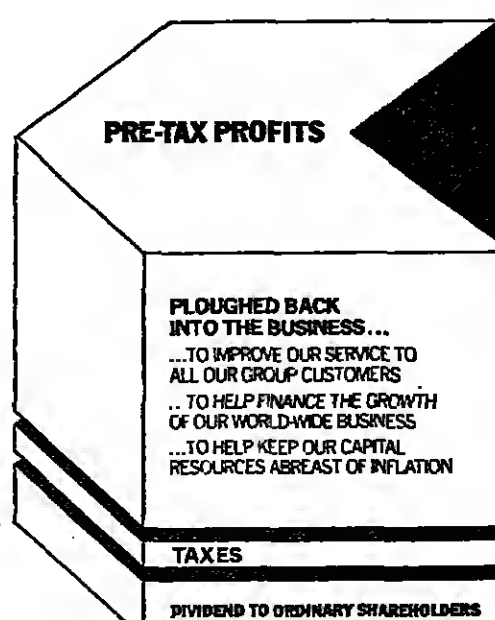 PRE-TAX PROFITS
PLOUGHED BACK
INTO THE BUSINESS...
...TO IMPROVE OUR SERVICE TO
ALL OUR GROUP CUSTOMERS
.. TO HELP FINANCE THE GROWTH
OF OUR WORLD-WIDE BUSINESS
...TO HELP KEEP OUR CAPITAL
RESOURCES ABREAST OF INFLATION
TAXES
DIVIDEND TO ORDINARY SHAREHOLDERS